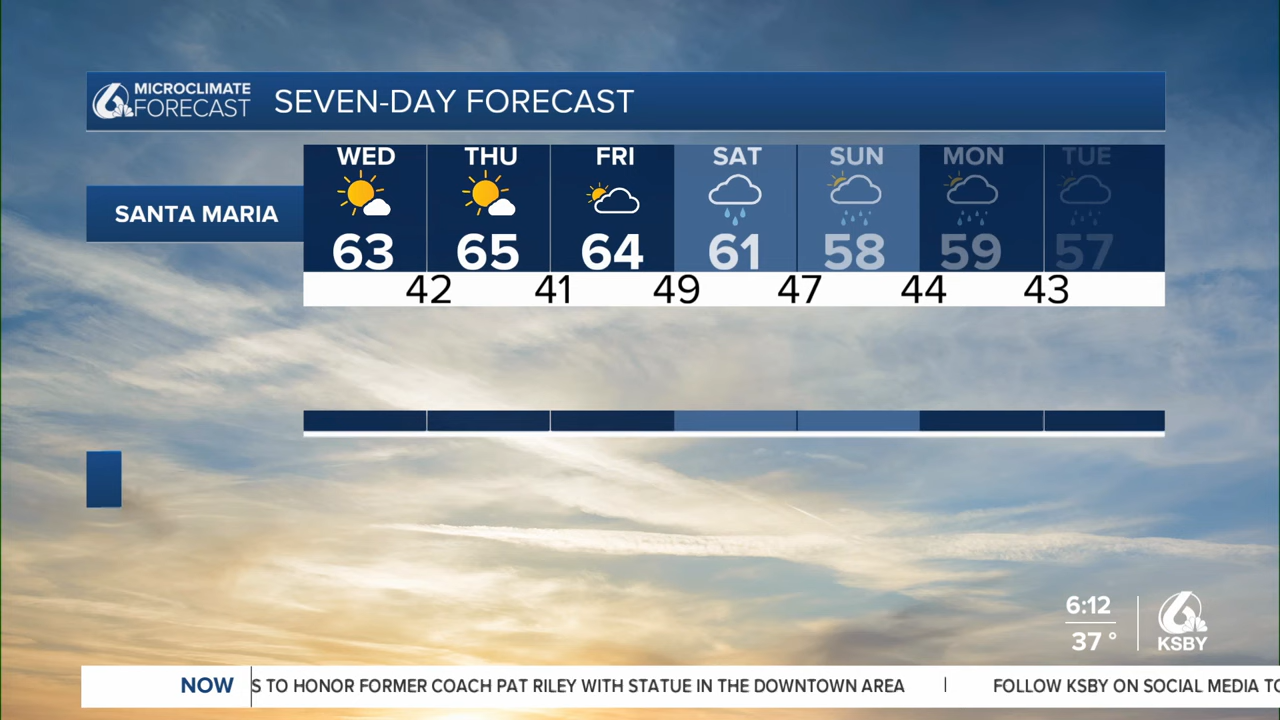 6 MICROCLIMATE
FORECAST
SEVEN-DAY FORECAST
WED THU FRI SAT SUN MON TUE
SANTA MARIA
63 65 64 61 58 59 57
42 41 49 47 44 43
6:12
37°
6
KSBY
NOW S TO HONOR FORMER COACH PAT RILEY WITH STATUE IN THE DOWNTOWN AREA | FOLLOW KSBY ON SOCIAL MEDIA TO